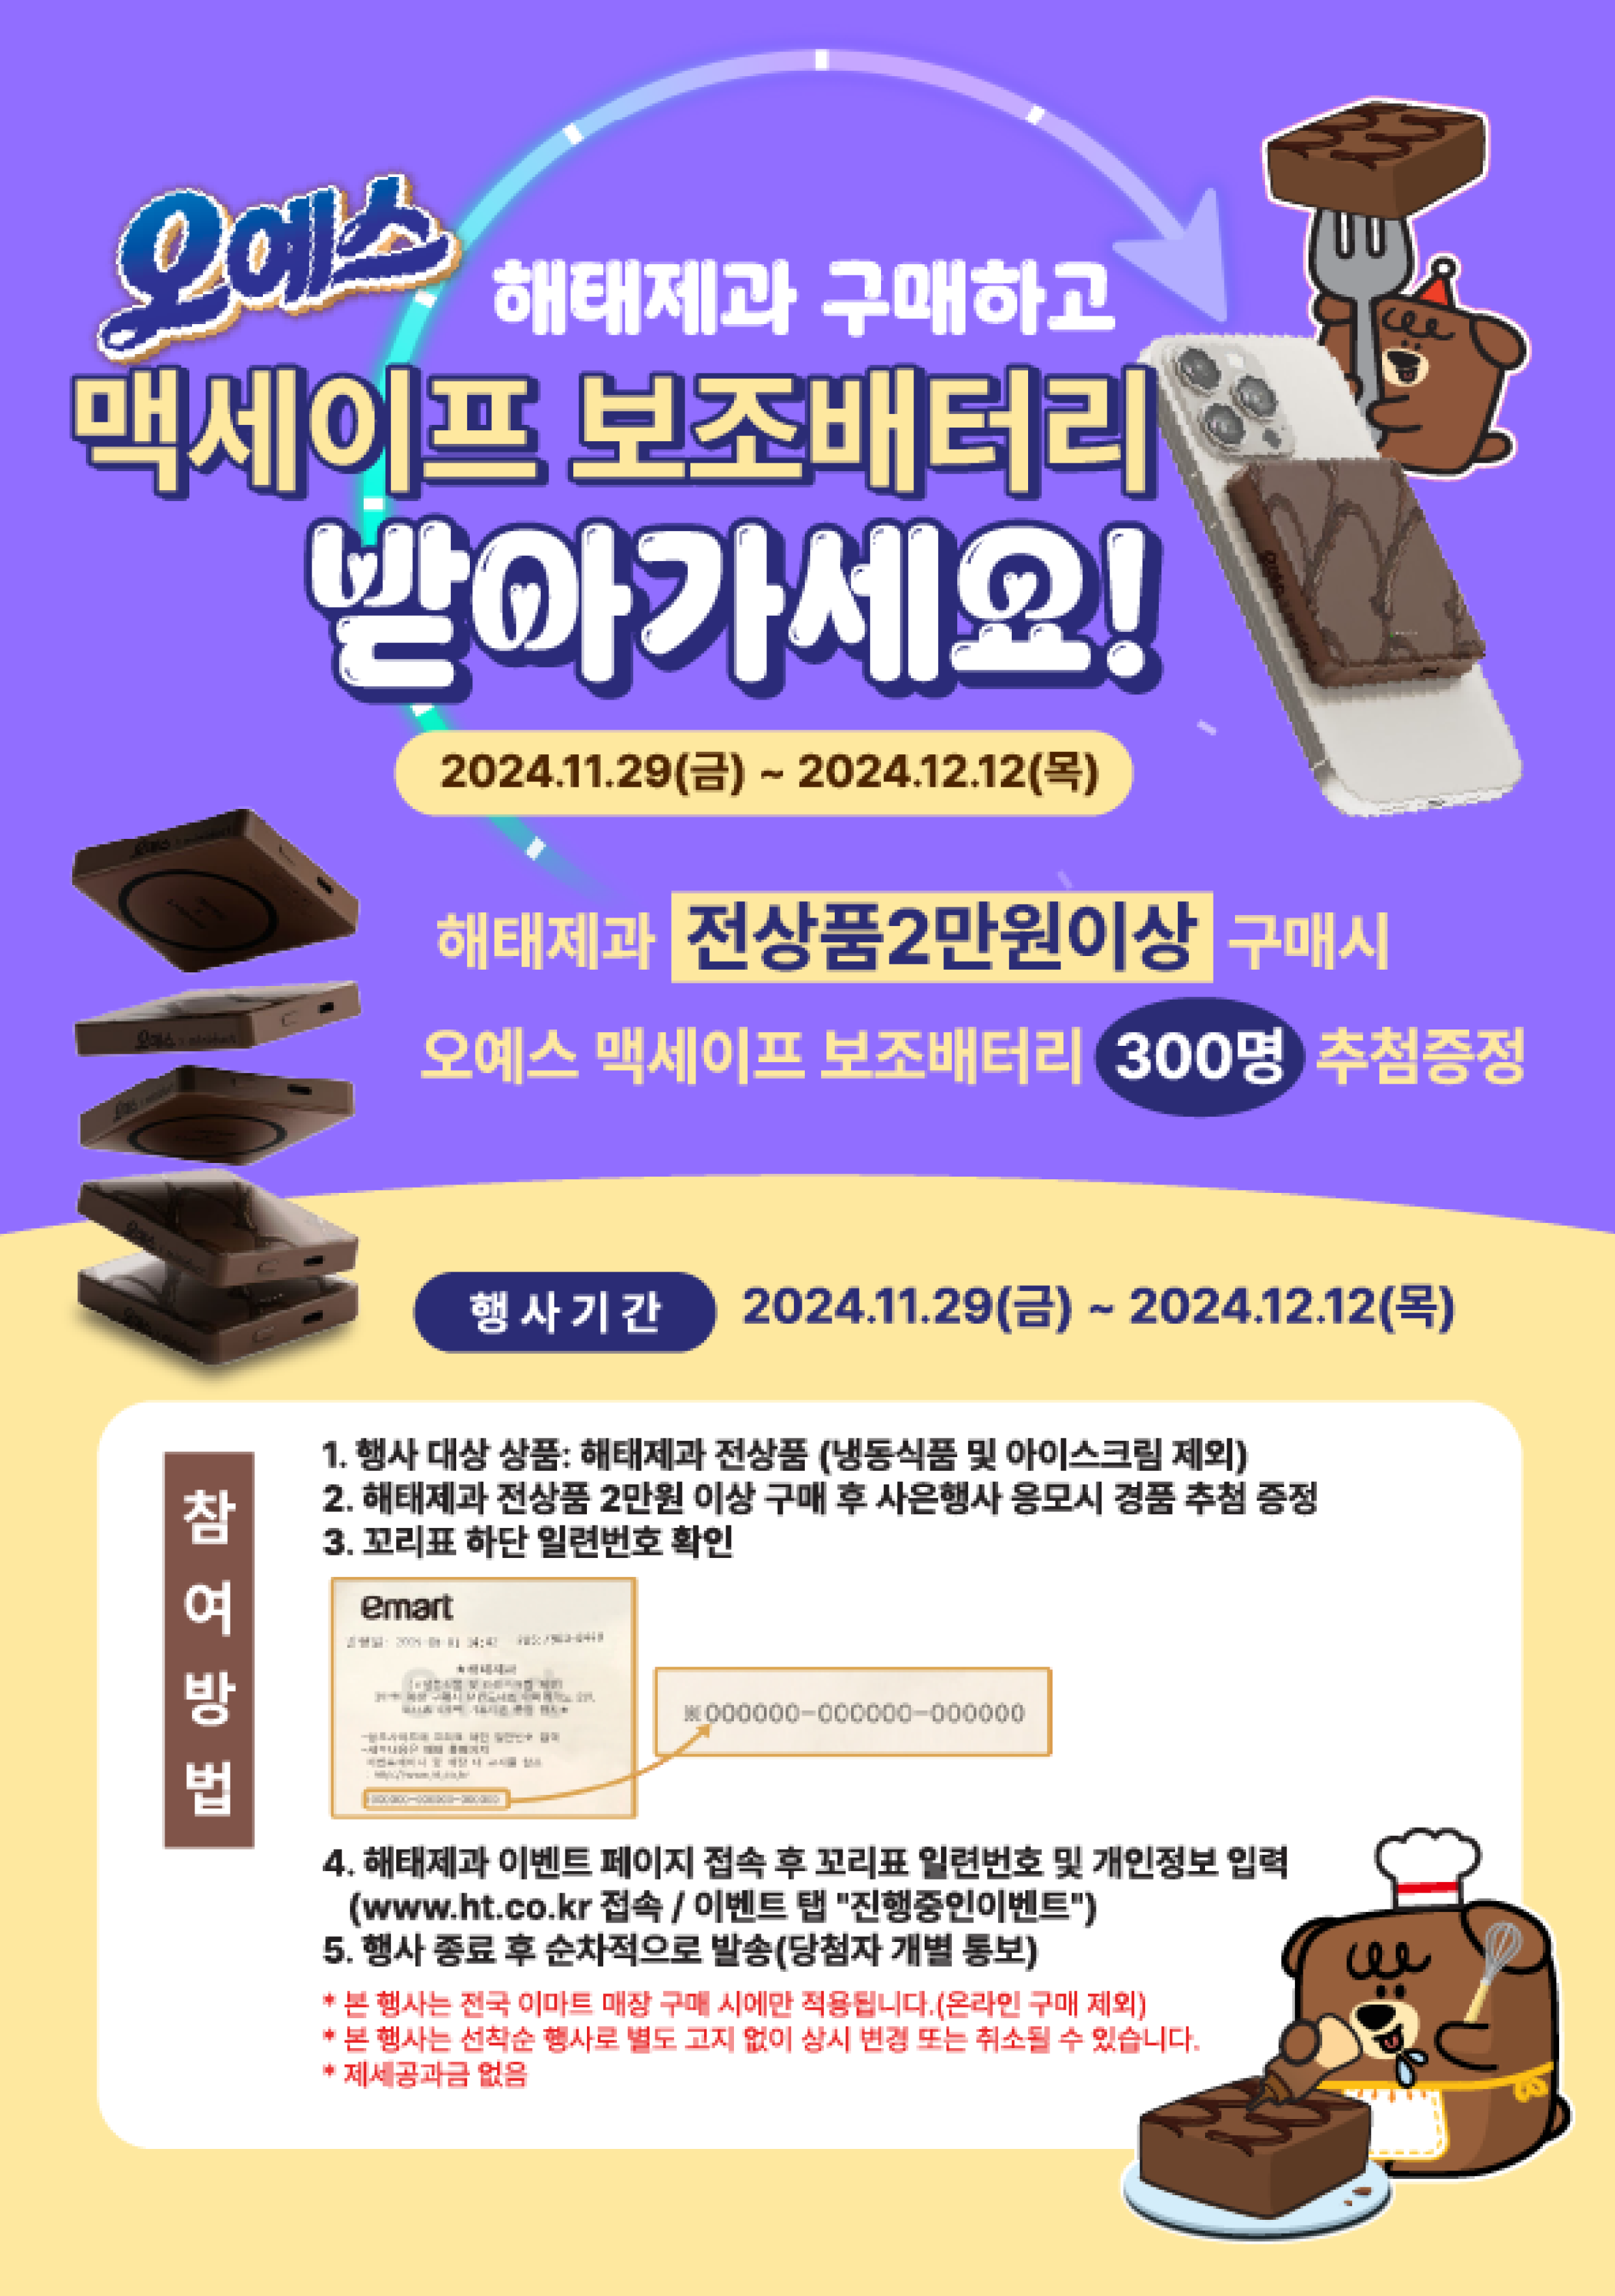 오예스
해태제과 구매하고
맥세이프 보조배터리
받아가세요!
2024.11.29(금) ~ 2024.12.12(목)
해태제과 전상품2만원이상 구매시
오예스 맥세이프 보조배터리 300명 추첨증정
행사기간 2024.11.29(금) ~ 2024.12.12(목)
참여방법
1. 행사 대상 상품: 해태제과 전상품 (냉동식품 및 아이스크림 제외)
2. 해태제과 전상품 2만원 이상 구매 후 사은행사 응모시 경품 추첨 증정
3. 꼬리표 하단 일련번호 확인
emart
★해태제과
※000000-000000-000000
000000-000000-000000
4. 해태제과 이벤트 페이지 접속 후 꼬리표 일련번호 및 개인정보 입력
(www.ht.co.kr 접속 / 이벤트 탭 "진행중인이벤트")
5. 행사 종료 후 순차적으로 발송(당첨자 개별 통보)
* 본 행사는 전국 이마트 매장 구매 시에만 적용됩니다.(온라인 구매 제외)
* 본 행사는 선착순 행사로 별도 고지 없이 상시 변경 또는 취소될 수 있습니다.
* 제세공과금 없음